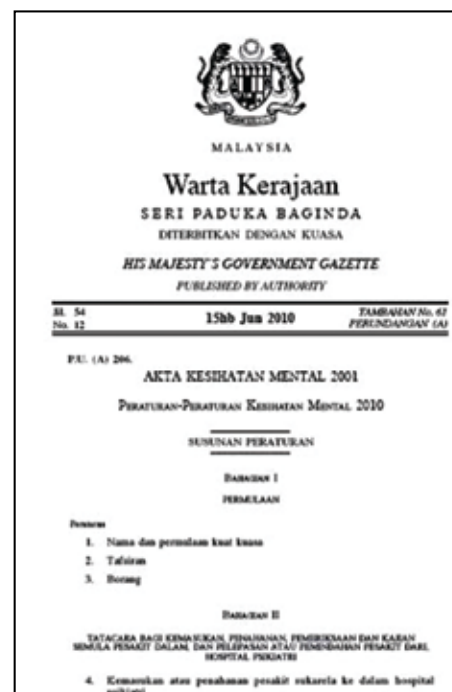 MALAYSIA
Warta Kerajaan
SERI PADUKA BAGINDA
DITERBITKAN DENGAN KUASA
HIS MAJESTY'S GOVERNMENT GAZETTE
PUBLISHED BY AUTHORITY
Jil. 54
No. 12
15hb Jun 2010
TAMBAHAN No. 61
PERUNDANGAN (A)
P.U. (A) 206.
AKTA KESIHATAN MENTAL 2001
PERATURAN-PERATURAN KESIHATAN MENTAL 2010
SUSUNAN PERATURAN
BAHAGIAN I
PERMULAAN
Peraturan
1. Nama dan permulaan kuat kuasa
2. Tafsiran
3. Borang
BAHAGIAN II
TATACARA BAGI KEMASUKAN, PENAHANAN, PEMERIKSAAN DAN KAJIAN
SEMULA PESAKIT DALAM, DAN PELEPASAN ATAU PEMINDAHAN PESAKIT DARI,
HOSPITAL PSIKIATRI
4. Kemasukan atau penahanan pesakit sukarela ke dalam hospital
psikiatri